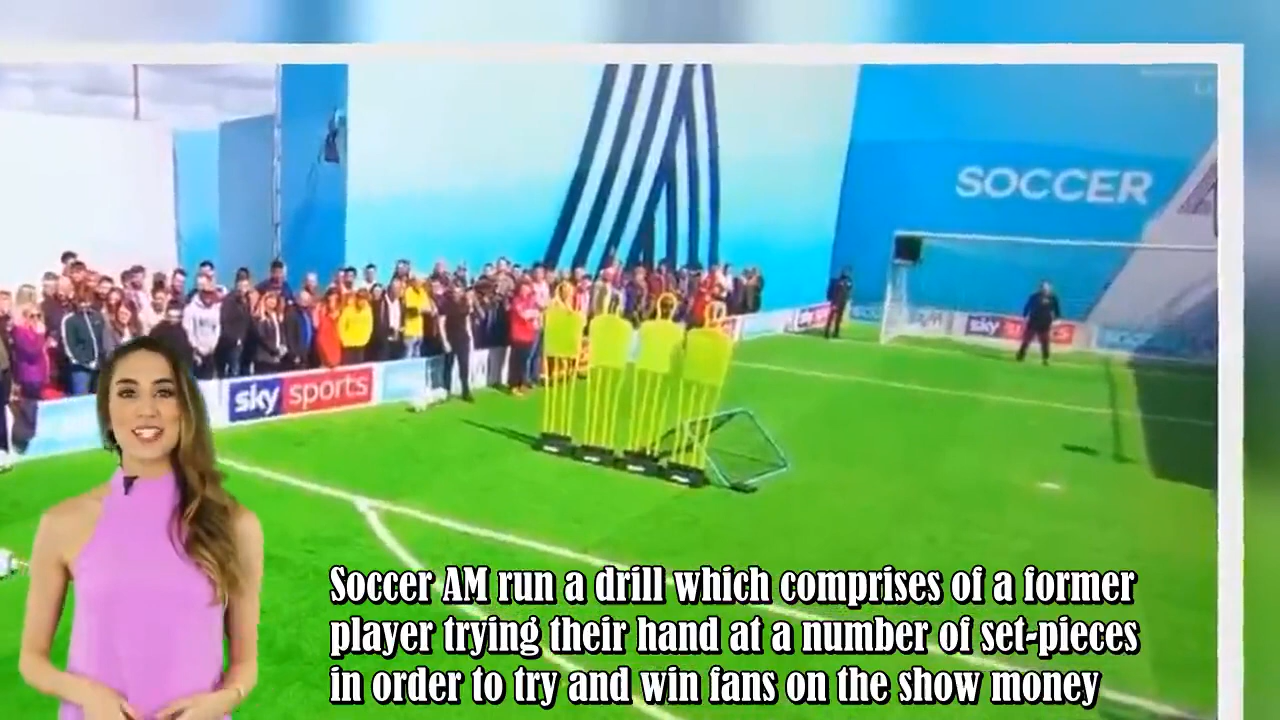 SOCCER
sky sports
sky
Soccer AM run a drill which comprises of a former
player trying their hand at a number of set-pieces
in order to try and win fans on the show money